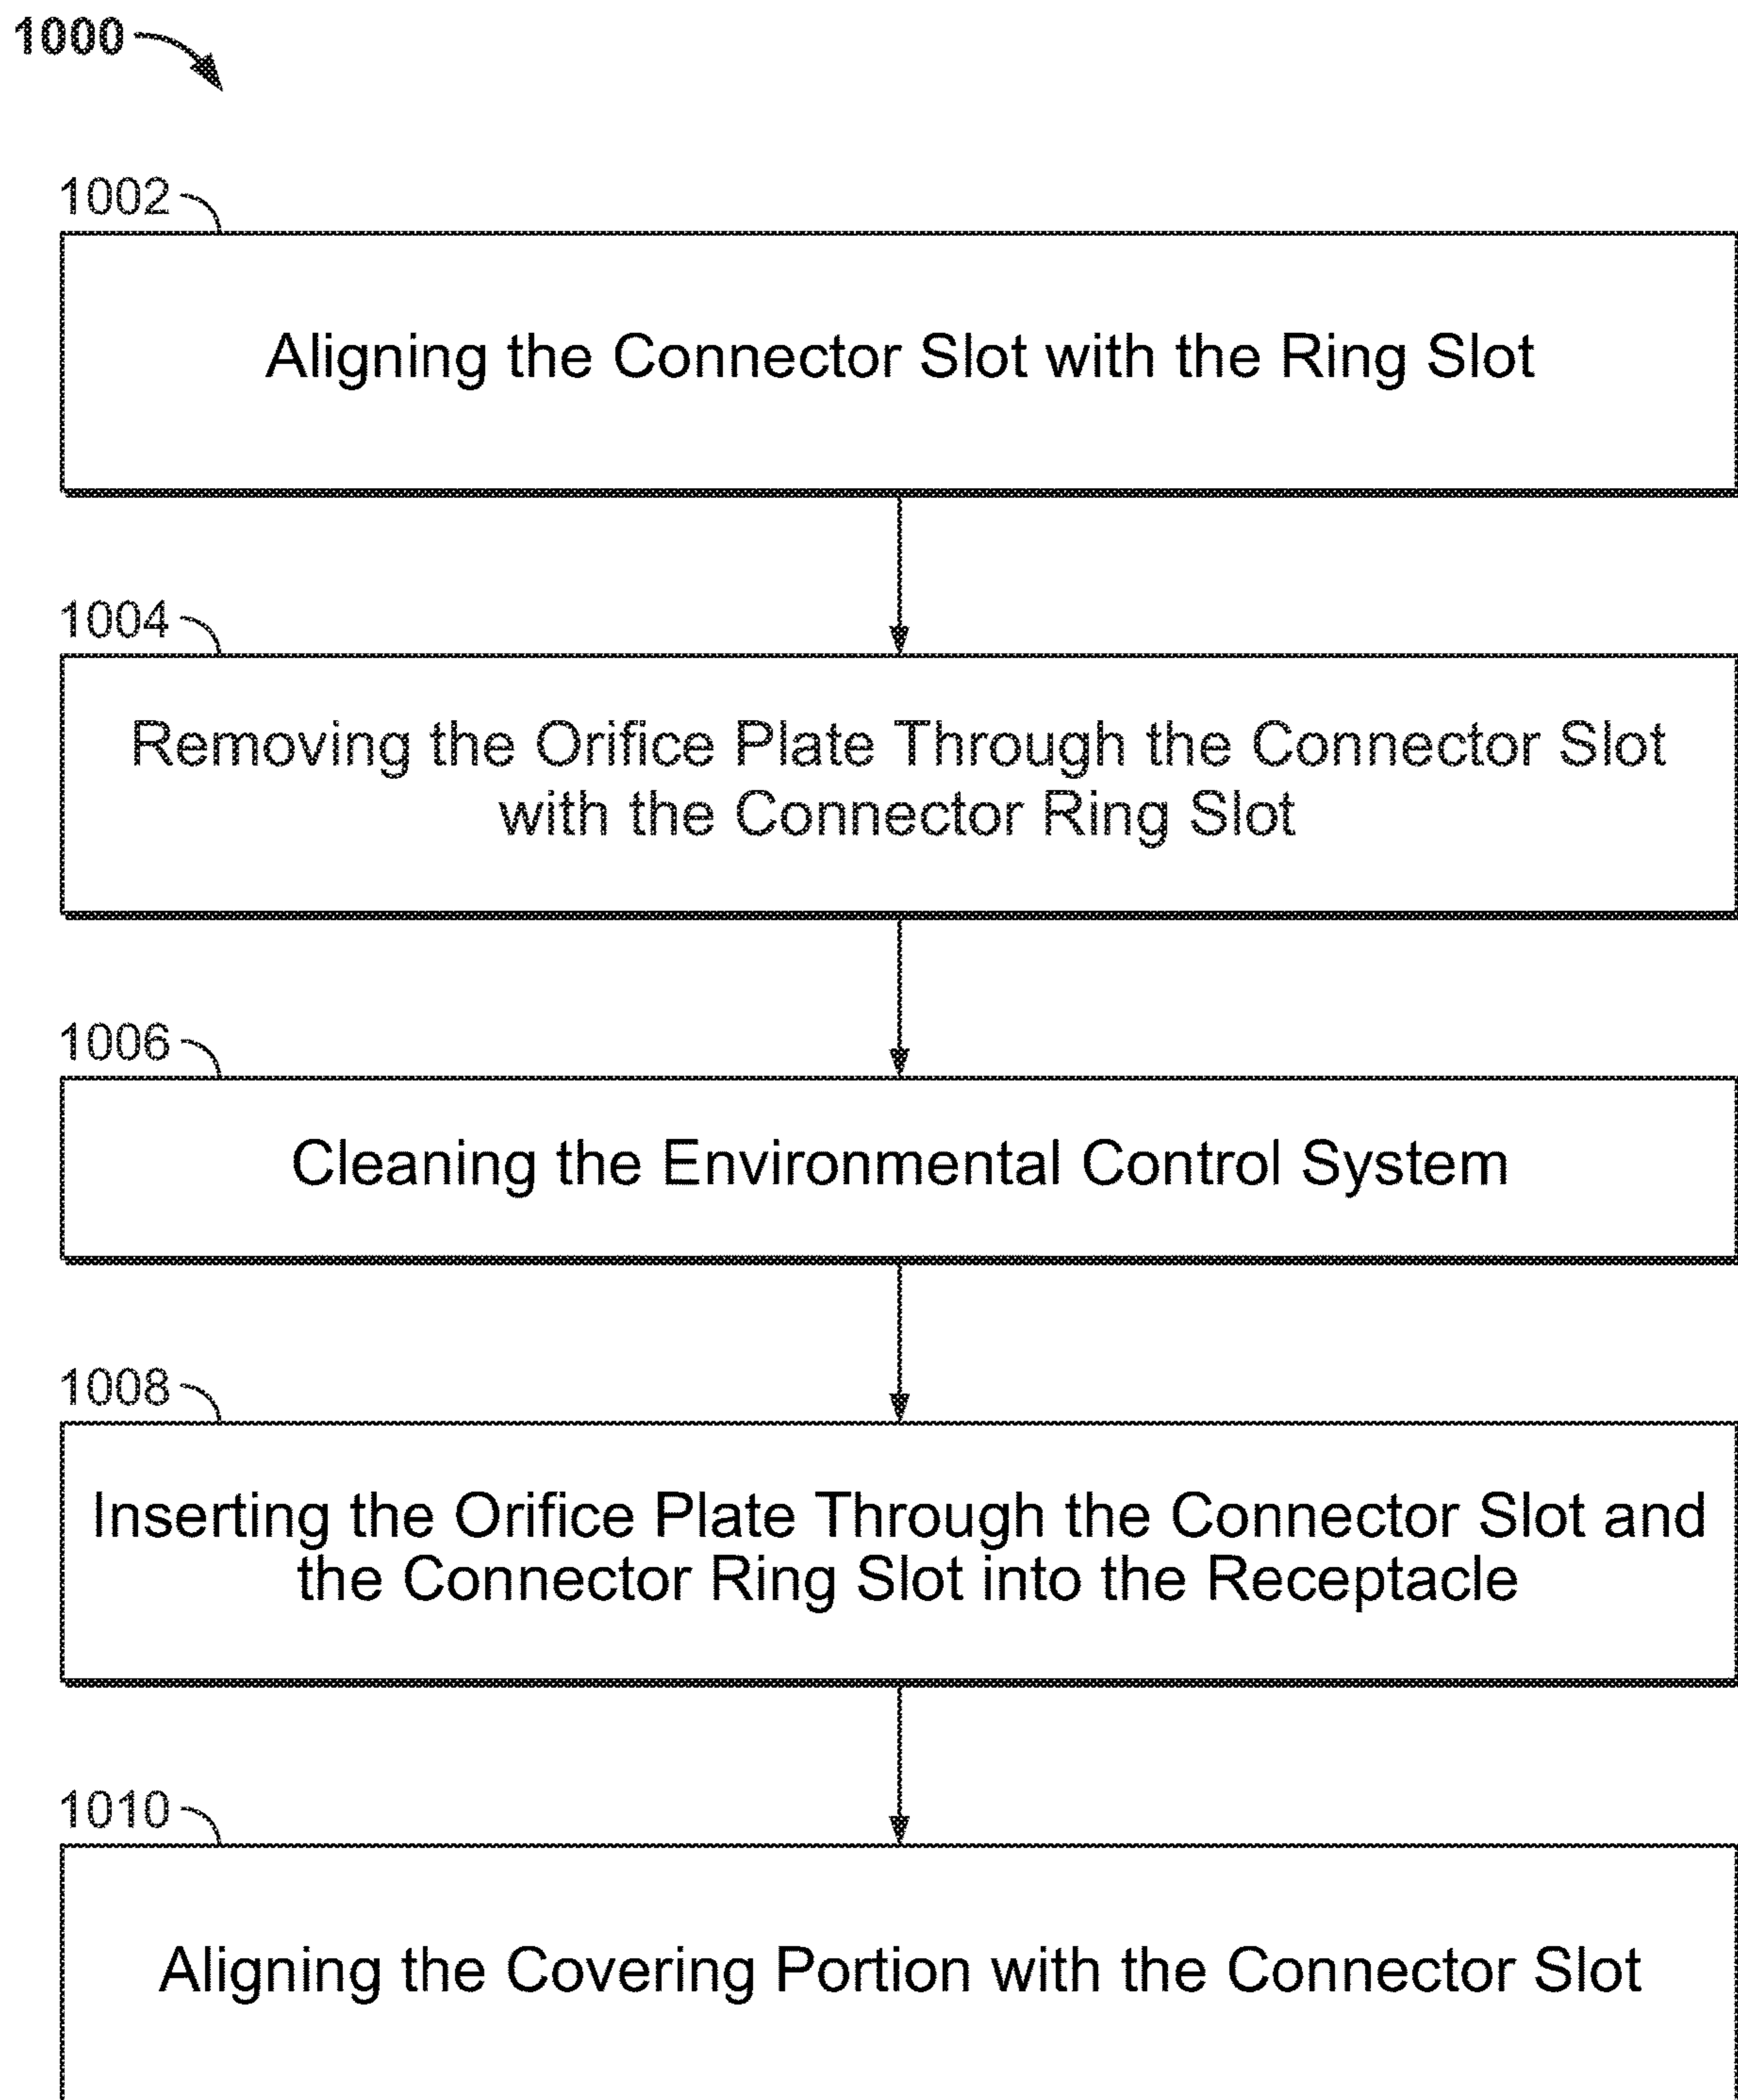 1000
1002
Aligning the Connector Slot with the Ring Slot
1004
Removing the Orifice Plate Through the Connector Slot
with the Connector Ring Slot
1006
Cleaning the Environmental Control System
1008
Inserting the Orifice Plate Through the Connector Slot and
the Connector Ring Slot into the Receptacle
1010
Aligning the Covering Portion with the Connector Slot